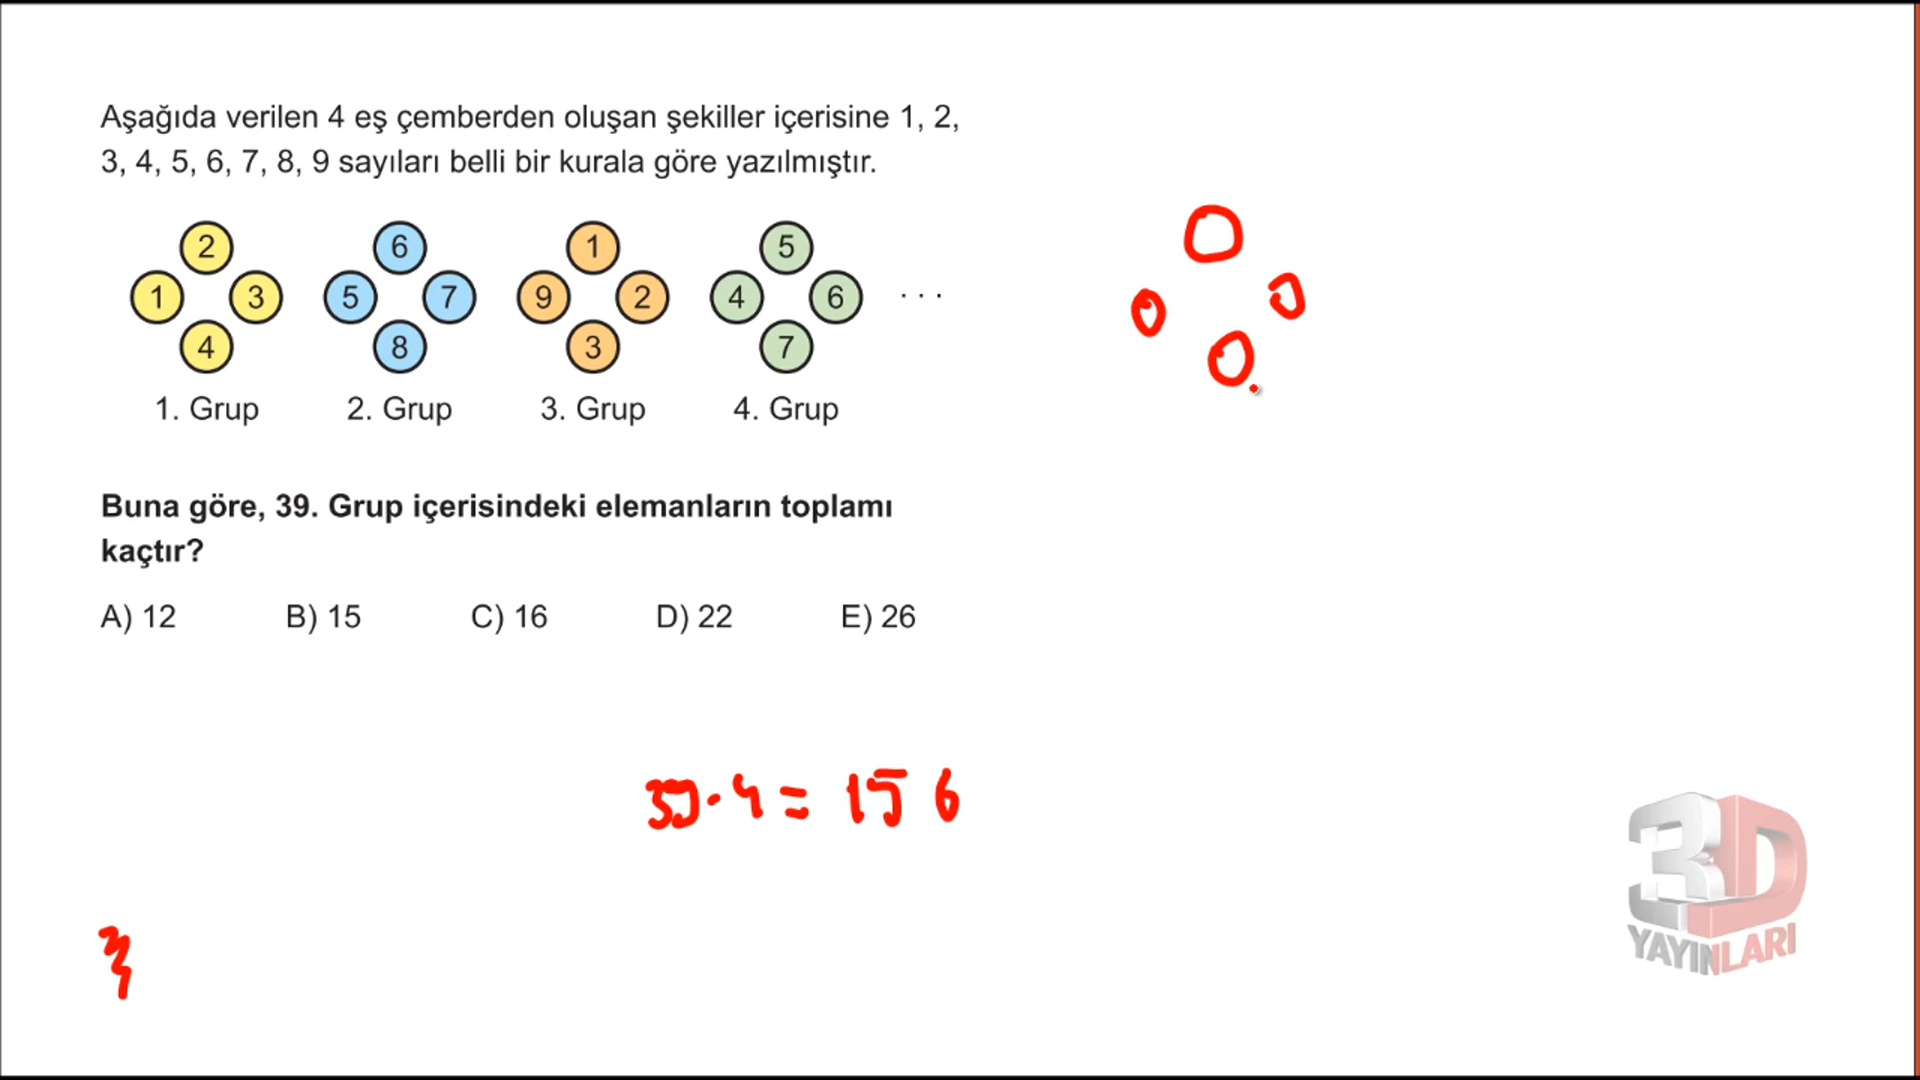 Aşağıda verilen 4 eş çemberden oluşan şekiller içerisine 1, 2,
3, 4, 5, 6, 7, 8, 9 sayıları belli bir kurala göre yazılmıştır.
2 6 1 5
1 3 5 7 9 2 4 6 . . .
4 8 3 7
1. Grup 2. Grup 3. Grup 4. Grup
Buna göre, 39. Grup içerisindeki elemanların toplamı
kaçtır?
A) 12 B) 15 C) 16 D) 22 E) 26
39 · 4 = 156
3D
YAYINLARI